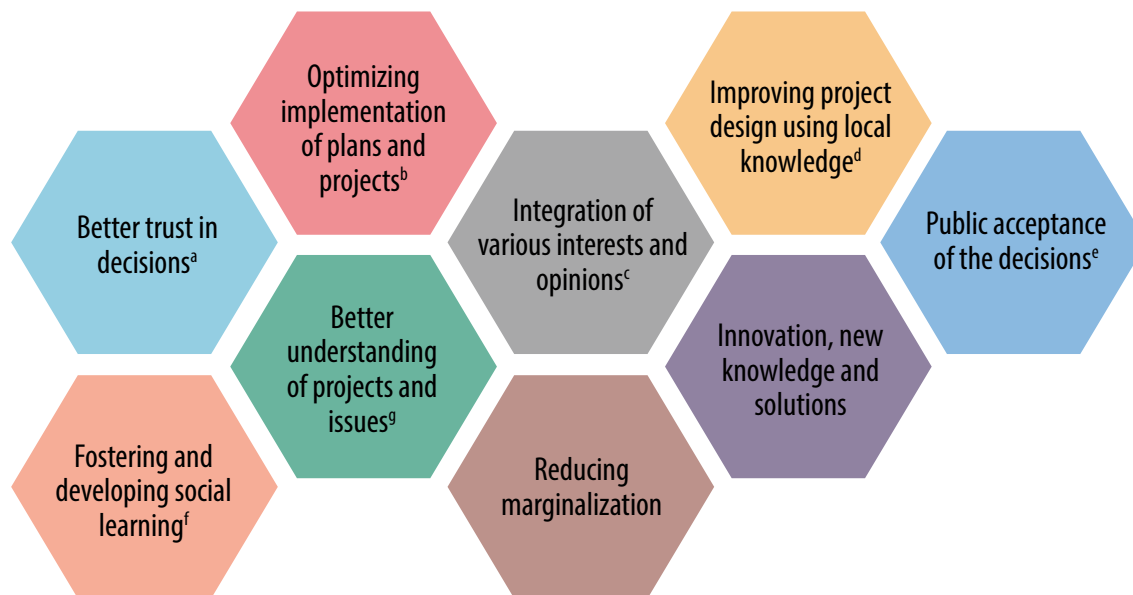 Optimizing
implementation
of plans and
projectsᵇ
Improving project
design using local
knowledgeᵈ
Better trust in
decisionsᵃ
Integration of
various interests and
opinionsᶜ
Public acceptance
of the decisionsᵉ
Better
understanding
of projects and
issuesᵍ
Innovation, new
knowledge and
solutions
Fostering and
developing social
learningᶠ
Reducing
marginalization